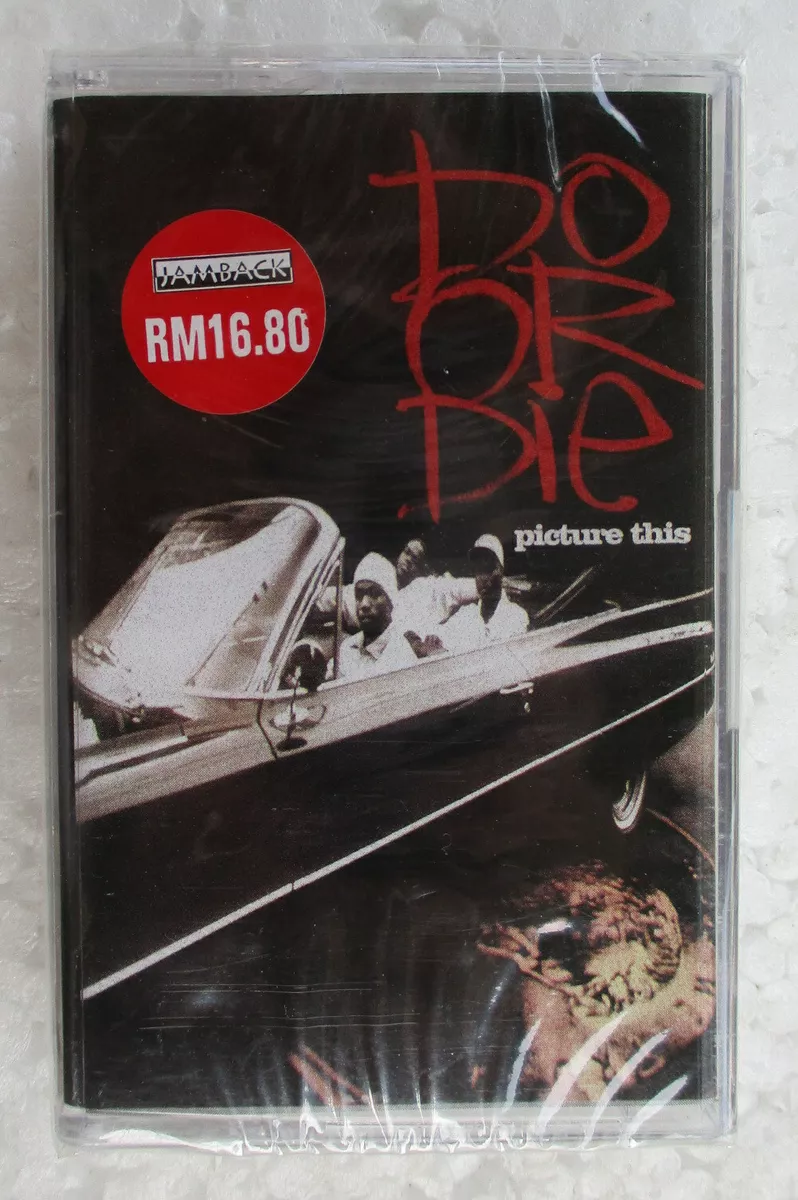 DO
OR
Die
picture this
JAMBACK
RM16.80